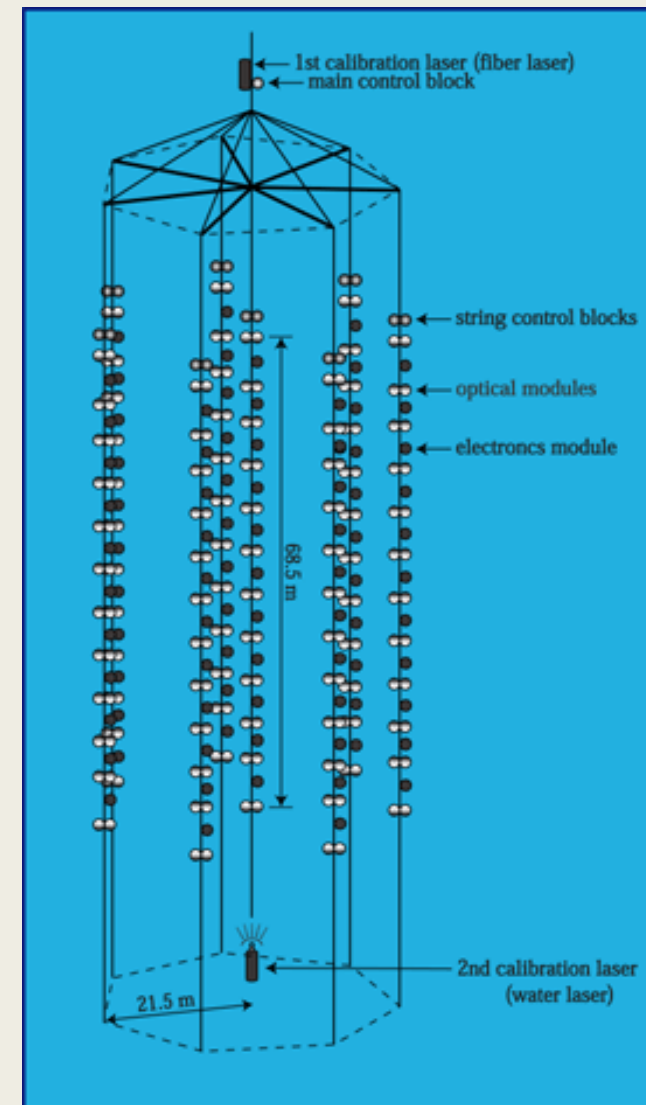 1st calibration laser (fiber laser)
main control block
string control blocks
optical modules
electroncs module
68.5 m
2nd calibration laser
(water laser)
21.5 m